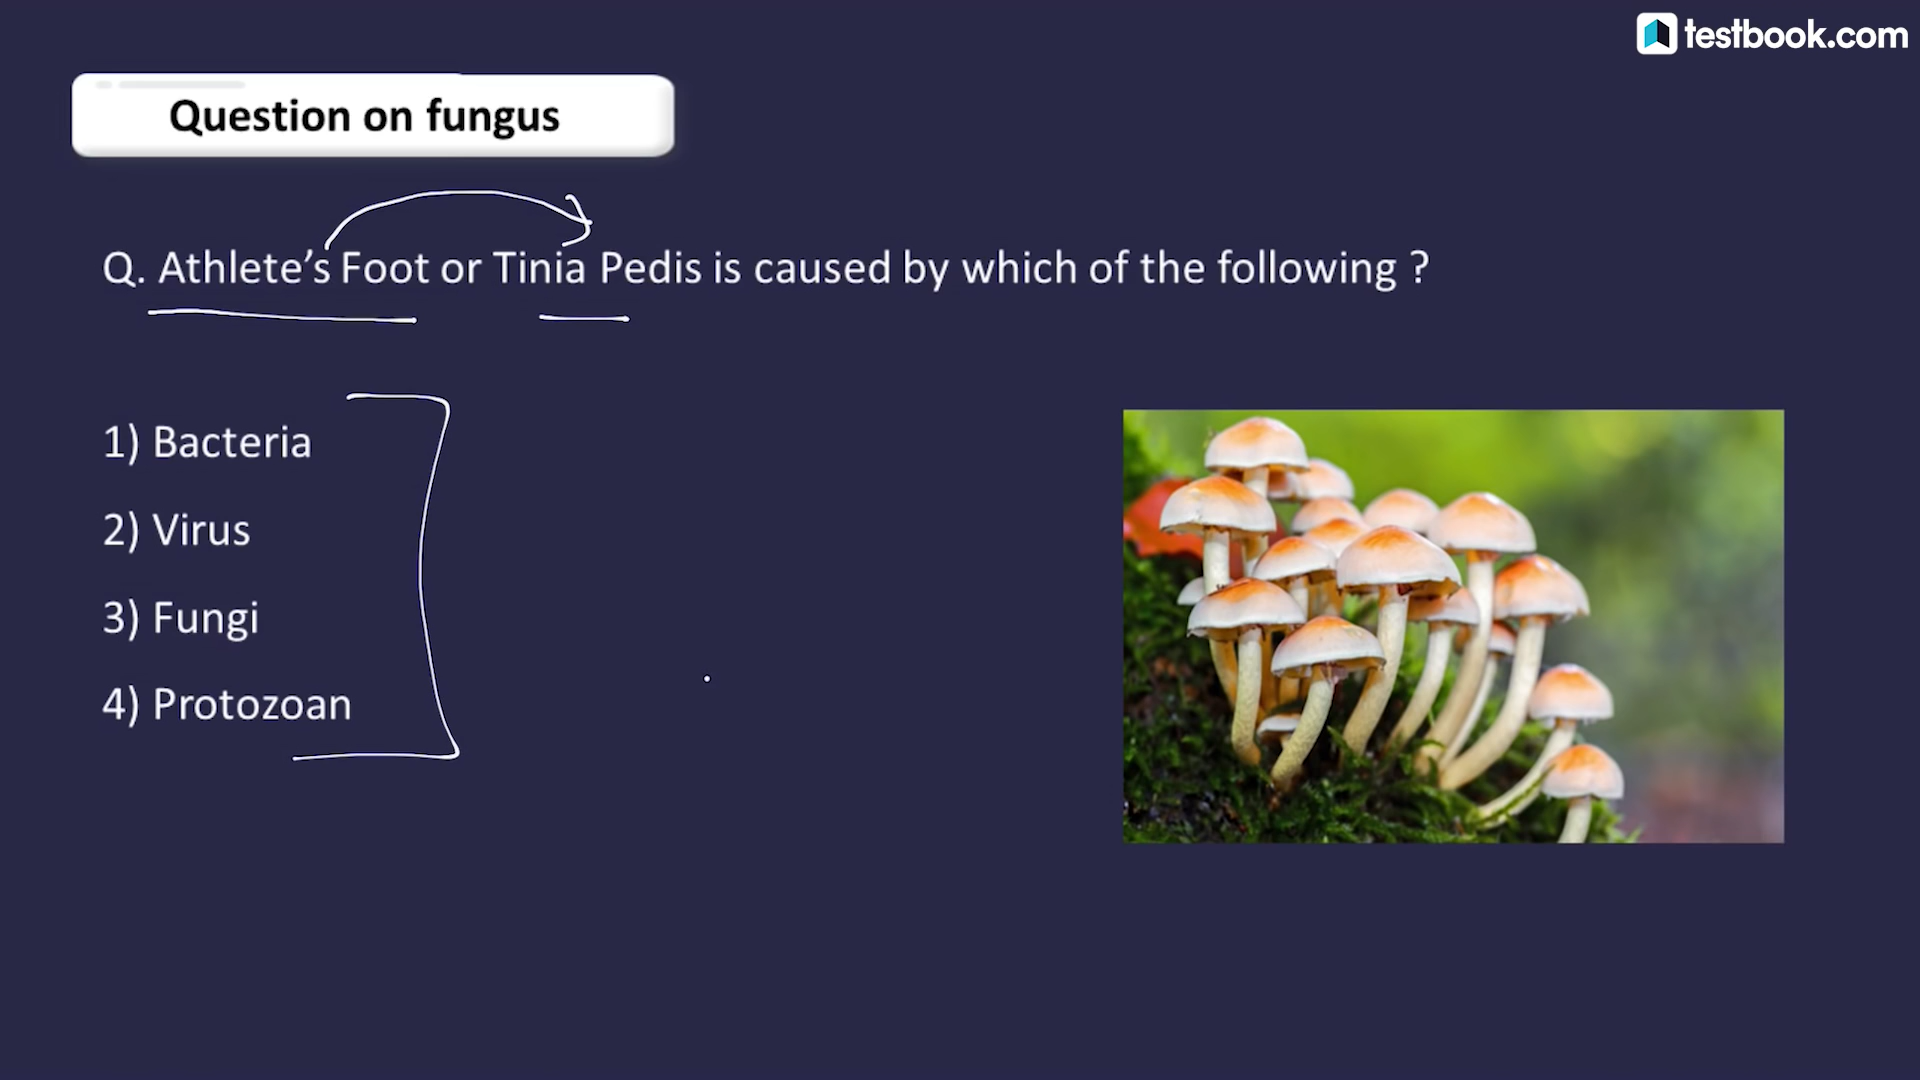 testbook.com
Question on fungus
Q. Athlete’s Foot or Tinia Pedis is caused by which of the following ?
1) Bacteria
2) Virus
3) Fungi
4) Protozoan